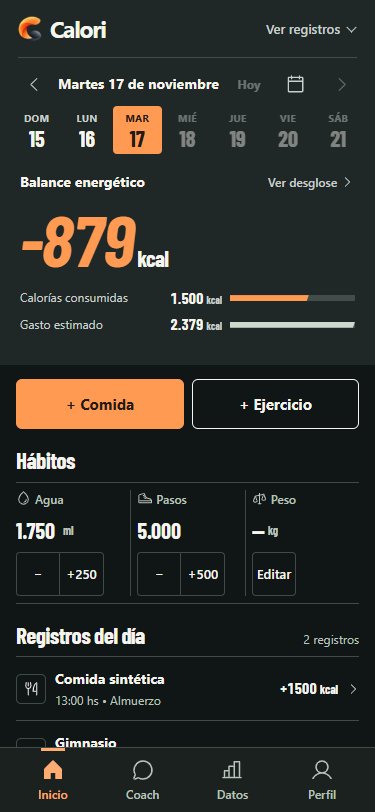 Calori
Ver registros
Martes 17 de noviembre
Hoy
DOM LUN MAR MIÉ JUE VIE SÁB
15 16 17 18 19 20 21
Balance energético
Ver desglose
-879 kcal
Calorías consumidas 1.500 kcal
Gasto estimado 2.379 kcal
+ Comida
+ Ejercicio
Hábitos
Agua Pasos Peso
1.750 ml 5.000 — kg
− +250 − +500 Editar
Registros del día
2 registros
Comida sintética
13:00 hs • Almuerzo
+1500 kcal
Gimnasio
Inicio Coach Datos Perfil